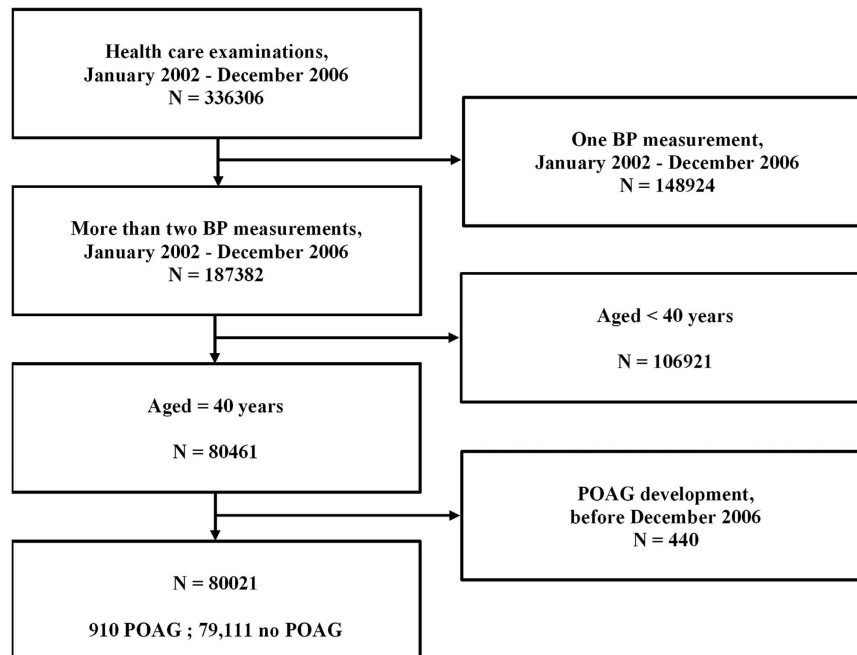 Health care examinations,
January 2002 - December 2006
N = 336306
One BP measurement,
January 2002 - December 2006
N = 148924
More than two BP measurements,
January 2002 - December 2006
N = 187382
Aged < 40 years
N = 106921
Aged = 40 years
N = 80461
POAG development,
before December 2006
N = 440
N = 80021
910 POAG ; 79,111 no POAG